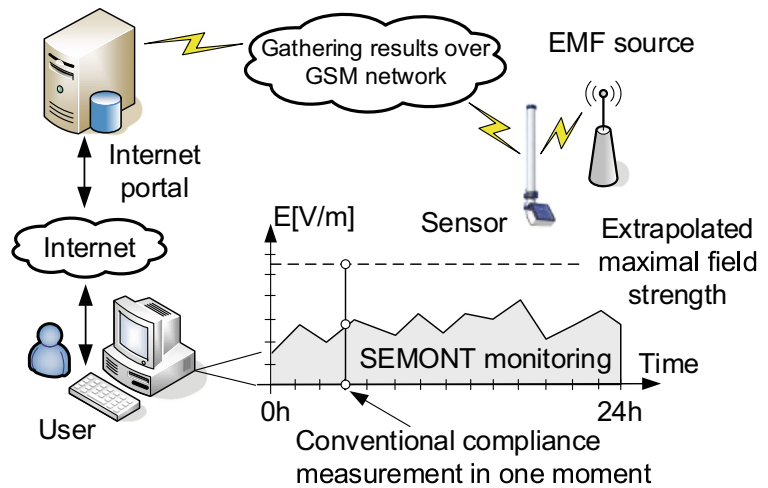 Gathering results over
GSM network
EMF source
Internet
portal
Internet
User
Sensor
E[V/m]
Extrapolated
maximal field
strength
SEMONT monitoring
Time
0h
24h
Conventional compliance
measurement in one moment